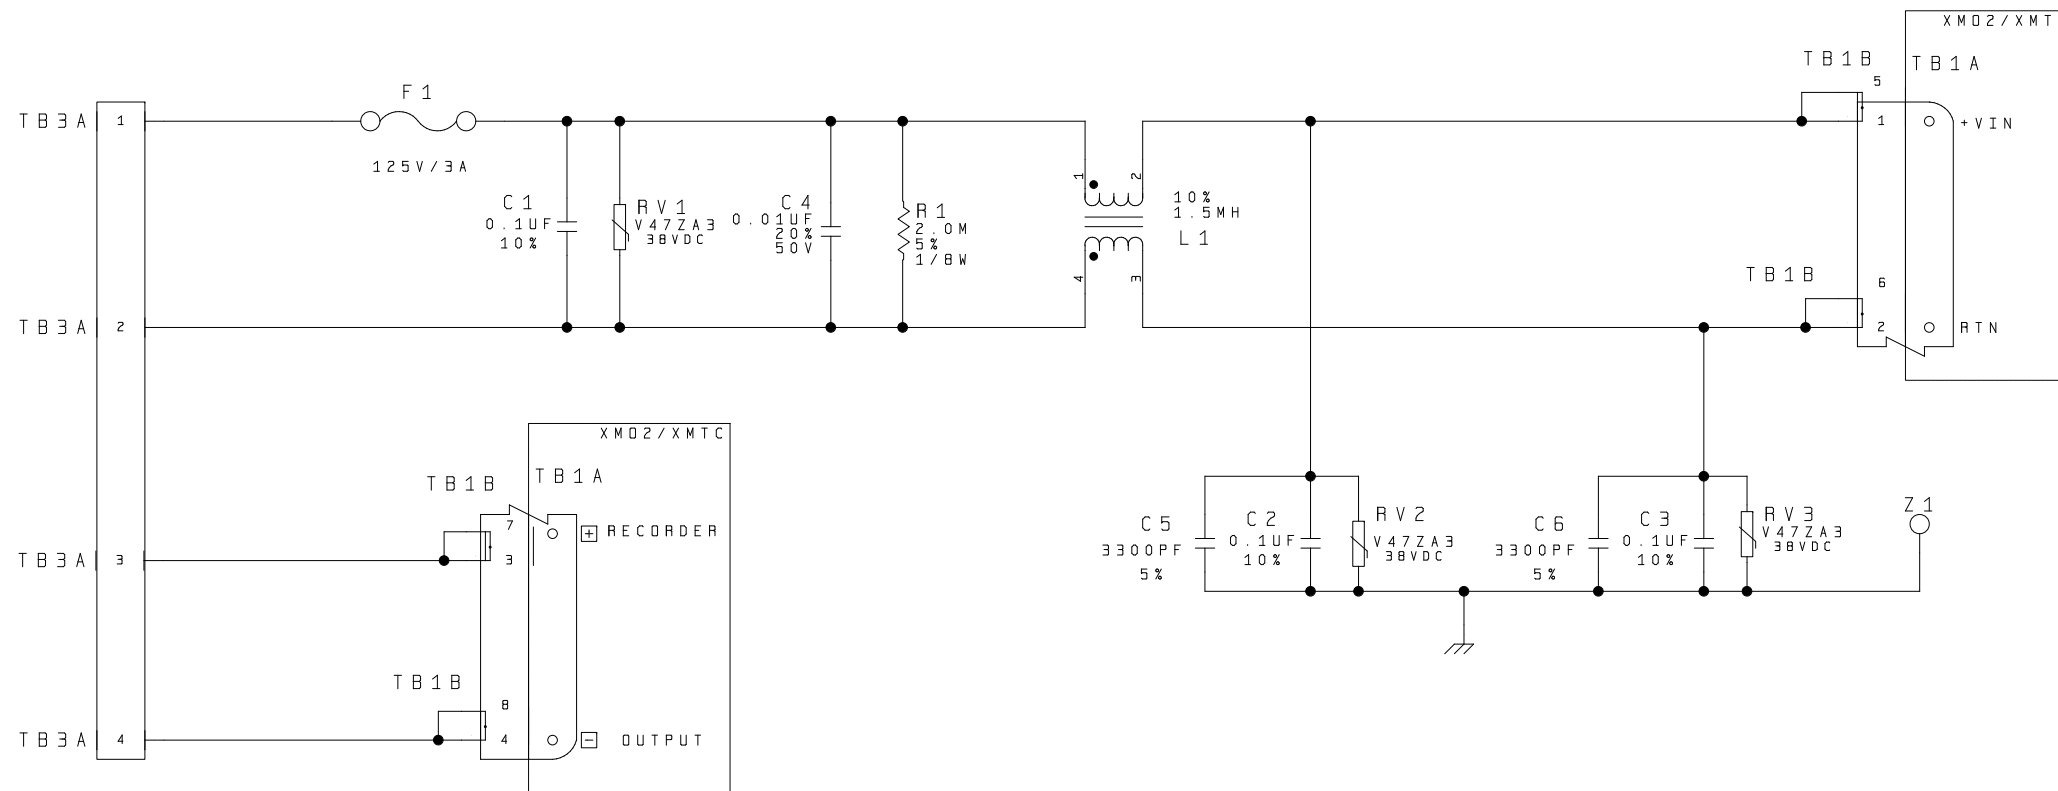 XMO2/XMT
TB1B
TB1A
5
F1
TB3A
1
1
+VIN
125V/3A
1
2
C1
0.1UF
10%
RV1
V47ZA3
38VDC
C4
0.01UF
20%
50V
R1
2.0M
5%
1/8W
10%
1.5MH
L1
4
3
TB1B
6
TB3A
2
2
RTN
XMO2/XMTC
TB1B
TB1A
7
+
RECORDER
TB3A
3
3
C5
3300PF
5%
C2
0.1UF
10%
RV2
V47ZA3
38VDC
C6
3300PF
5%
C3
0.1UF
10%
RV3
V47ZA3
38VDC
Z1
TB1B
8
TB3A
4
4
-
OUTPUT